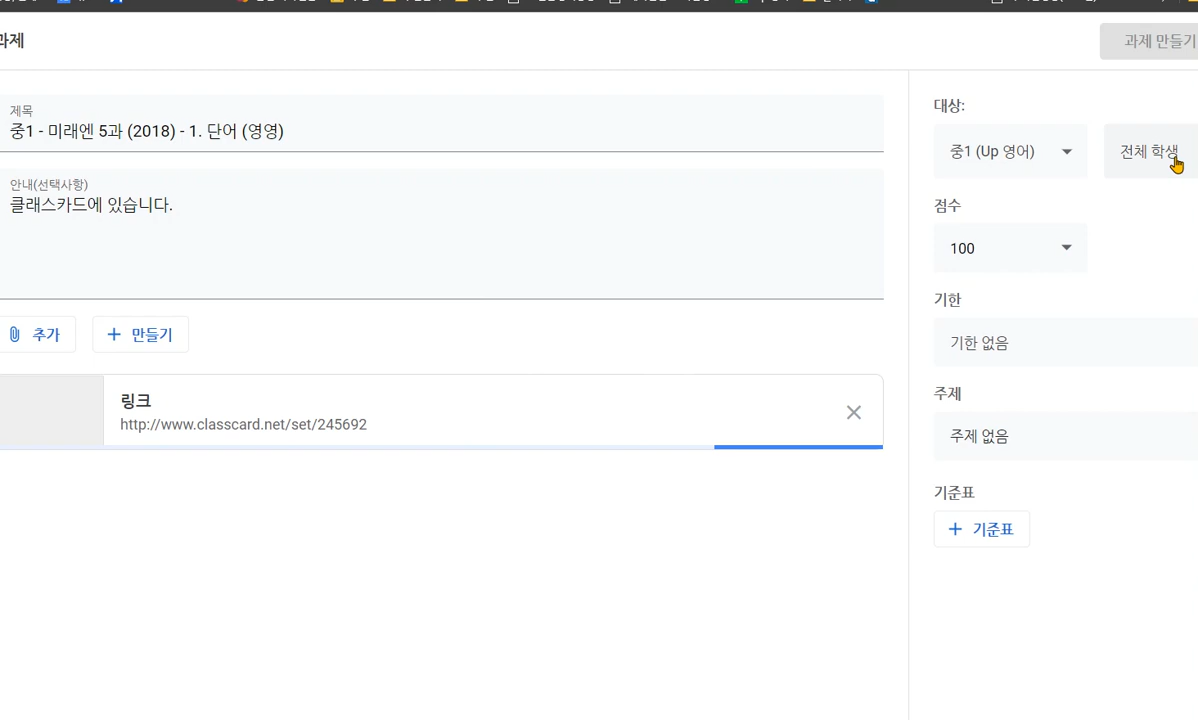 과제
과제 만들기
제목
중1 - 미래엔 5과 (2018) - 1. 단어 (영영)
안내(선택사항)
클래스카드에 있습니다.
추가
만들기
링크
http://www.classcard.net/set/245692
대상:
중1 (Up 영어)
전체 학생
점수
100
기한
기한 없음
주제
주제 없음
기준표
기준표